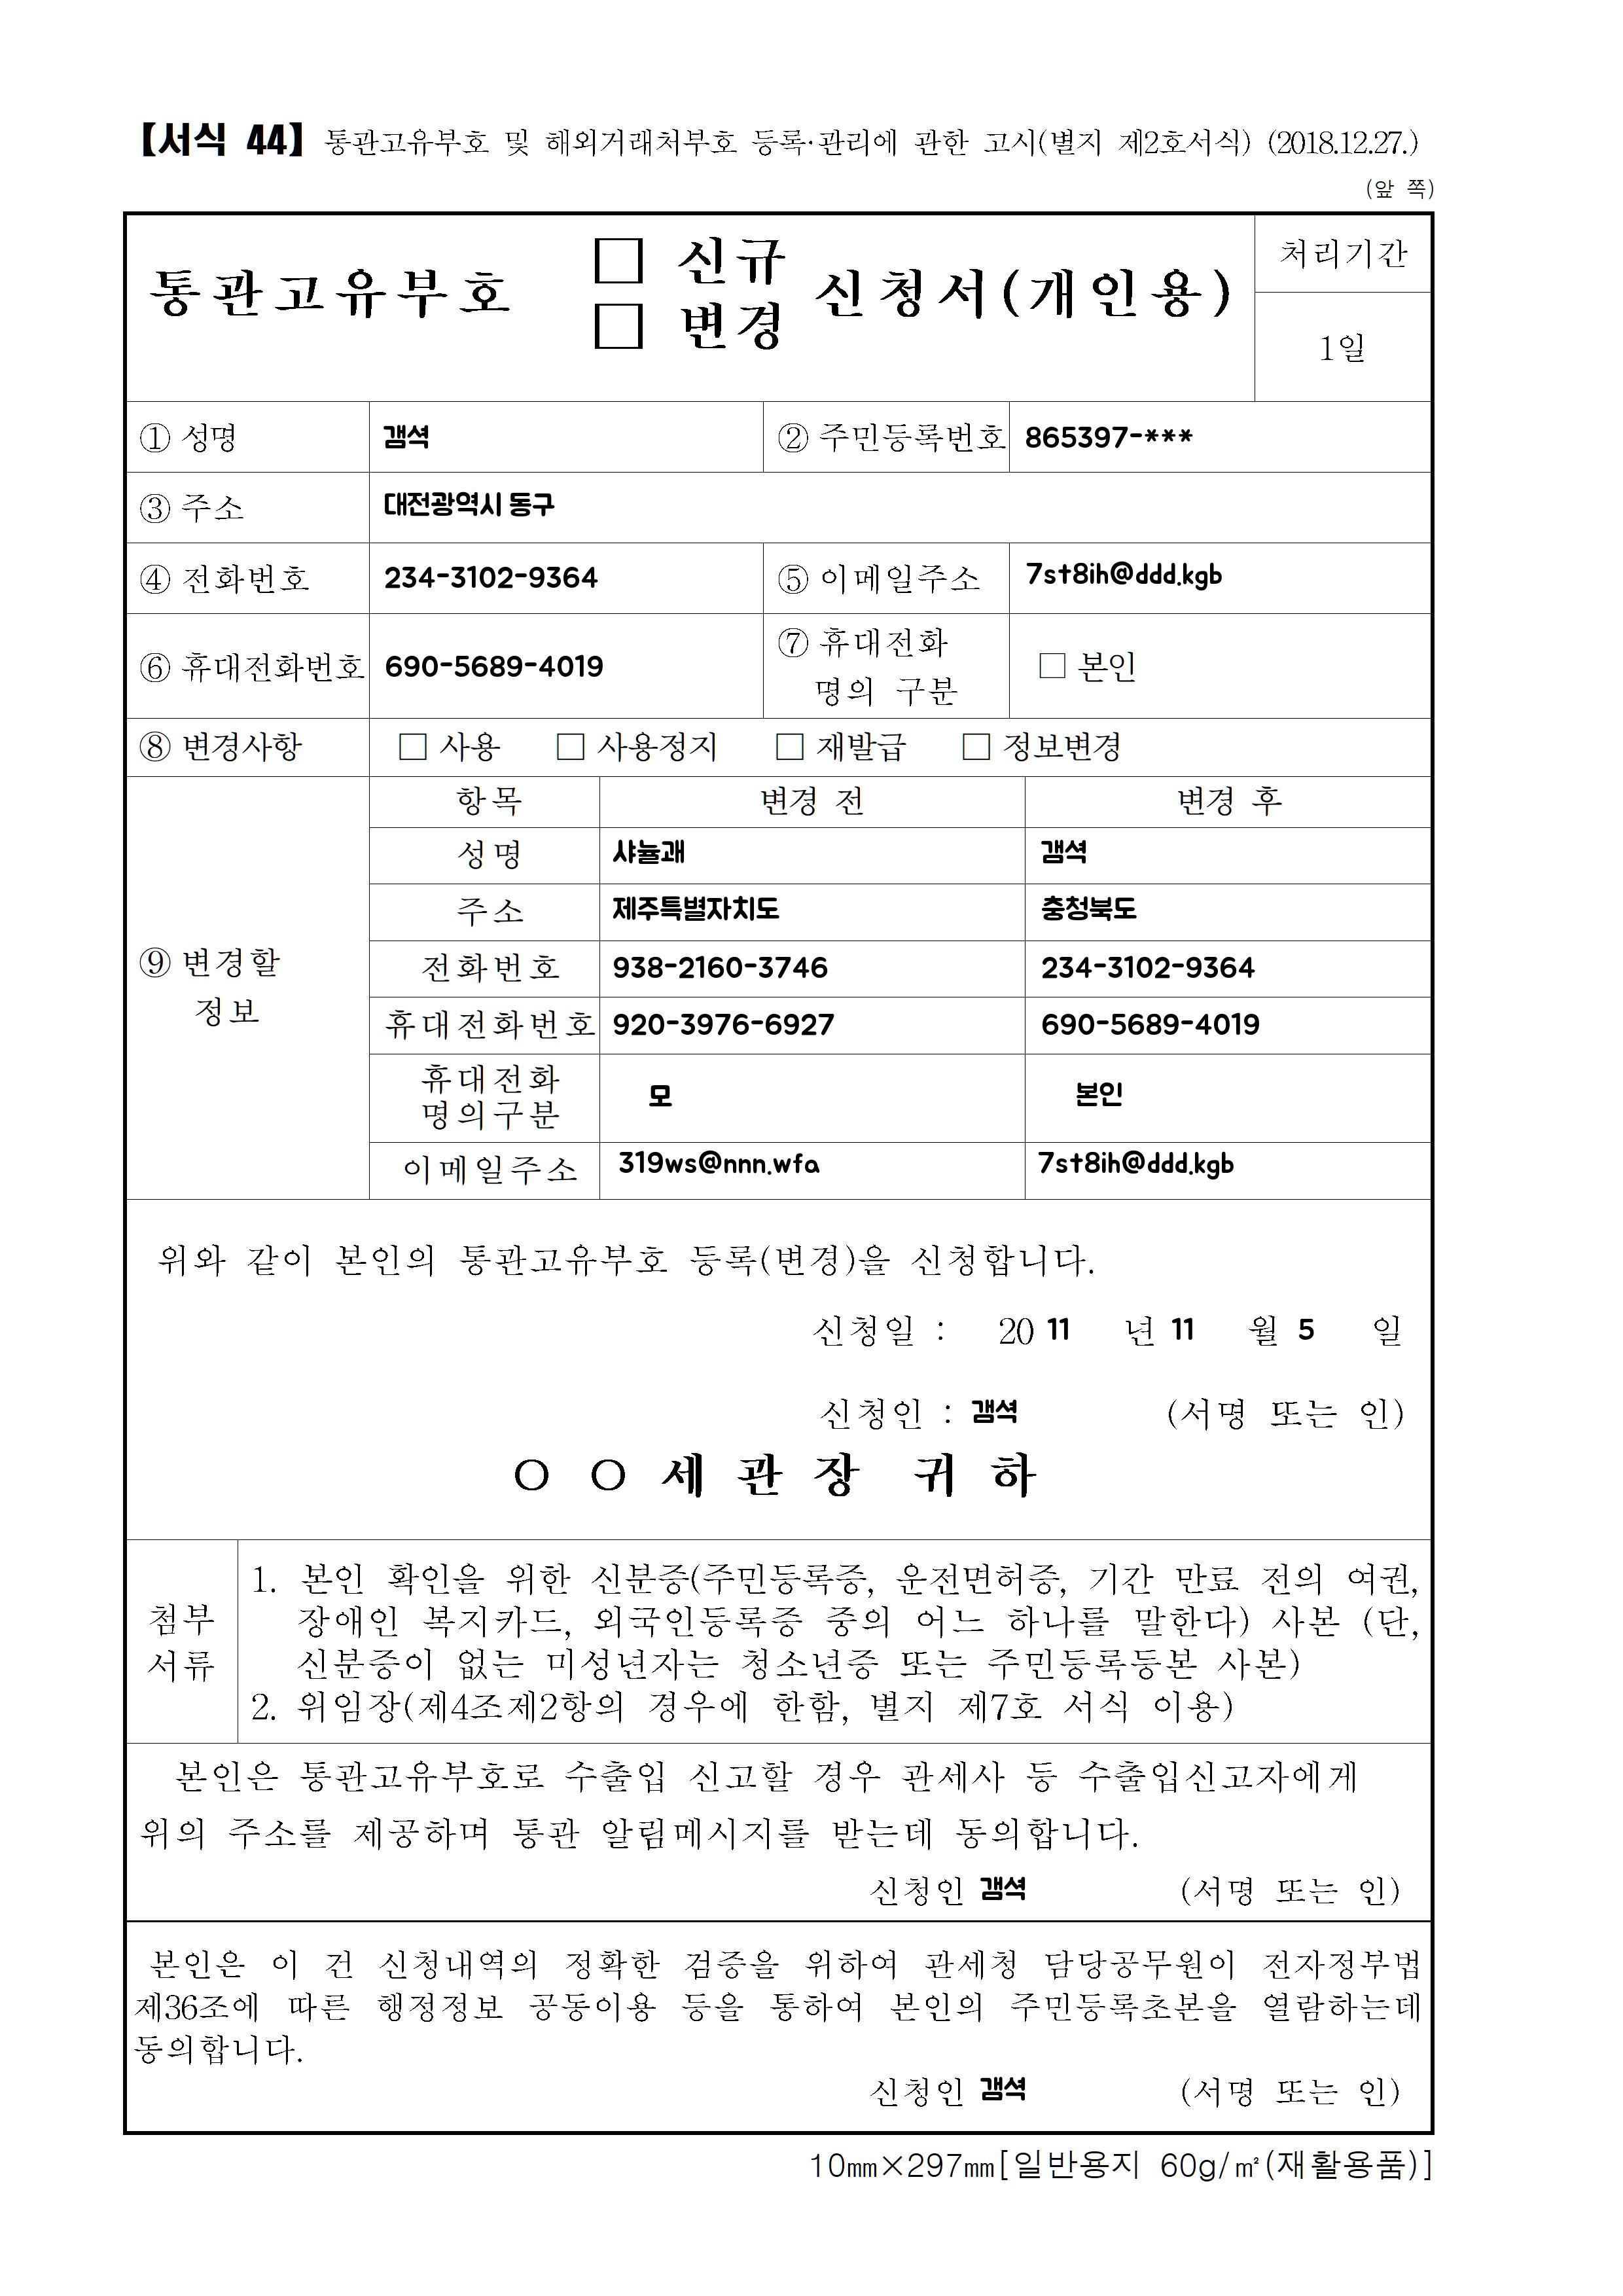 【서식 44】 통관고유부호 및 해외거래처부호 등록·관리에 관한 고시(별지 제2호서식) (2018.12.27.)
(앞 쪽)
통관고유부호 □ 신규 □ 변경 신청서(개인용)
처리기간
1일
① 성명 갬셕 ② 주민등록번호 865397-***
③ 주소 대전광역시 동구
④ 전화번호 234-3102-9364 ⑤ 이메일주소 7st8ih@ddd.kgb
⑥ 휴대전화번호 690-5689-4019 ⑦ 휴대전화 명의 구분 □ 본인
⑧ 변경사항 □ 사용 □ 사용정지 □ 재발급 □ 정보변경
⑨ 변경할 정보
항목 변경 전 변경 후
성명 샤늁괘 갬셕
주소 제주특별자치도 충청북도
전화번호 938-2160-3746 234-3102-9364
휴대전화번호 920-3976-6927 690-5689-4019
휴대전화 명의구분 모 본인
이메일주소 319ws@nnn.wfa 7st8ih@ddd.kgb
위와 같이 본인의 통관고유부호 등록(변경)을 신청합니다.
신청일 : 20 11 년 11 월 5 일
신청인 : 갬셕 (서명 또는 인)
○ ○ 세 관 장 귀 하
첨부 서류
1. 본인 확인을 위한 신분증(주민등록증, 운전면허증, 기간 만료 전의 여권,
장애인 복지카드, 외국인등록증 중의 어느 하나를 말한다) 사본 (단,
신분증이 없는 미성년자는 청소년증 또는 주민등록등본 사본)
2. 위임장(제4조제2항의 경우에 한함, 별지 제7호 서식 이용)
본인은 통관고유부호로 수출입 신고할 경우 관세사 등 수출입신고자에게
위의 주소를 제공하며 통관 알림메시지를 받는데 동의합니다.
신청인 갬셕 (서명 또는 인)
본인은 이 건 신청내역의 정확한 검증을 위하여 관세청 담당공무원이 전자정부법
제36조에 따른 행정정보 공동이용 등을 통하여 본인의 주민등록초본을 열람하는데
동의합니다.
신청인 갬셕 (서명 또는 인)
10㎜×297㎜[일반용지 60g/㎡(재활용품)]